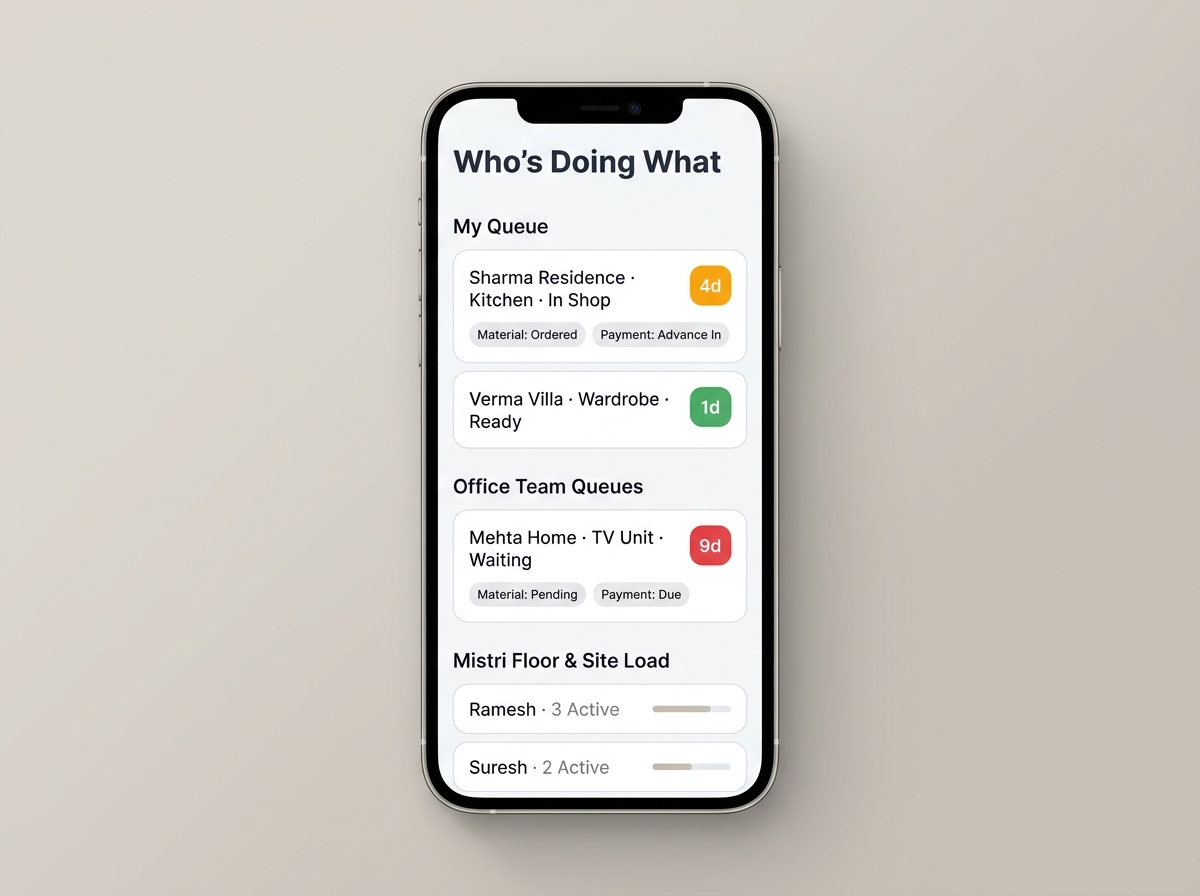 Who’s Doing What
My Queue
Sharma Residence ·
Kitchen · In Shop
4d
Material: Ordered
Payment: Advance In
Verma Villa · Wardrobe ·
Ready
1d
Office Team Queues
Mehta Home · TV Unit ·
Waiting
9d
Material: Pending
Payment: Due
Mistri Floor & Site Load
Ramesh · 3 Active
Suresh · 2 Active